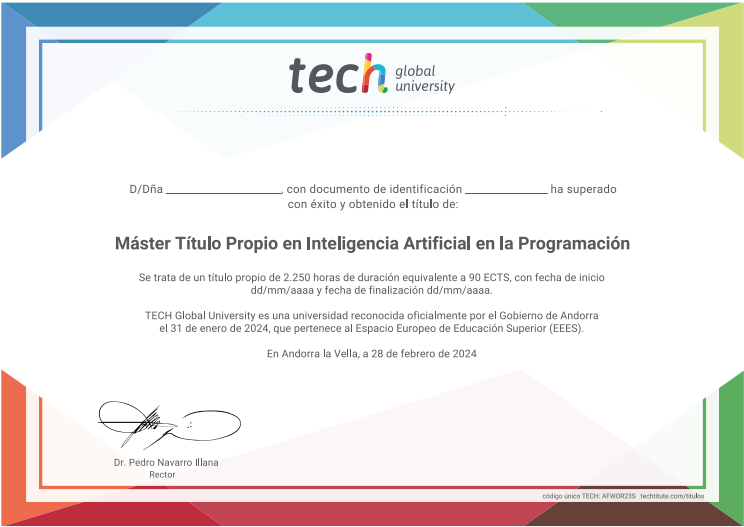 tech global university
D/Dña ____________________, con documento de identificación ______________ ha superado
con éxito y obtenido el título de:
Máster Título Propio en Inteligencia Artificial en la Programación
Se trata de un título propio de 2.250 horas de duración equivalente a 90 ECTS, con fecha de inicio
dd/mm/aaaa y fecha de finalización dd/mm/aaaa.
TECH Global University es una universidad reconocida oficialmente por el Gobierno de Andorra
el 31 de enero de 2024, que pertenece al Espacio Europeo de Educación Superior (EEES).
En Andorra la Vella, a 28 de febrero de 2024
Dr. Pedro Navarro Illana
Rector
código único TECH: AFWOR23S techtitute.com/titulos